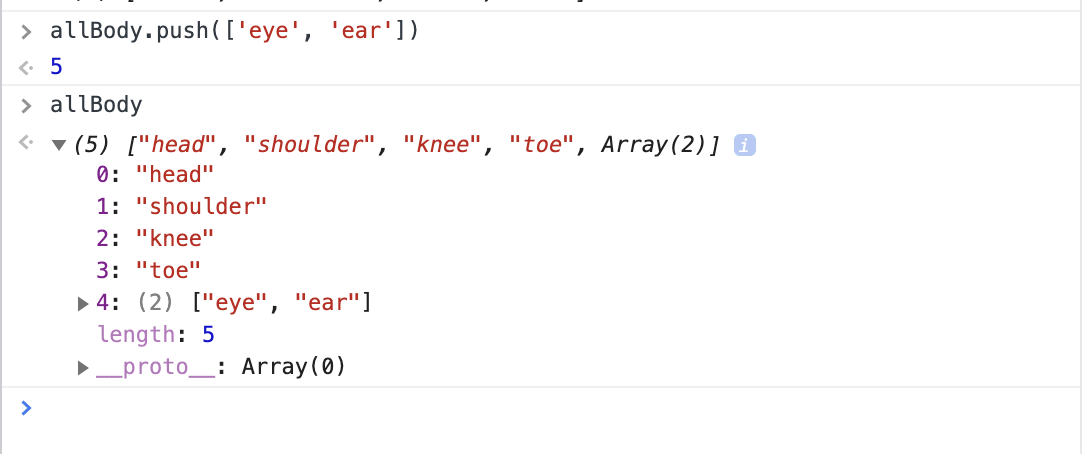 allBody.push(['eye', 'ear'])
5
allBody
(5) ["head", "shoulder", "knee", "toe", Array(2)] i
0: "head"
1: "shoulder"
2: "knee"
3: "toe"
4: (2) ["eye", "ear"]
length: 5
__proto__: Array(0)